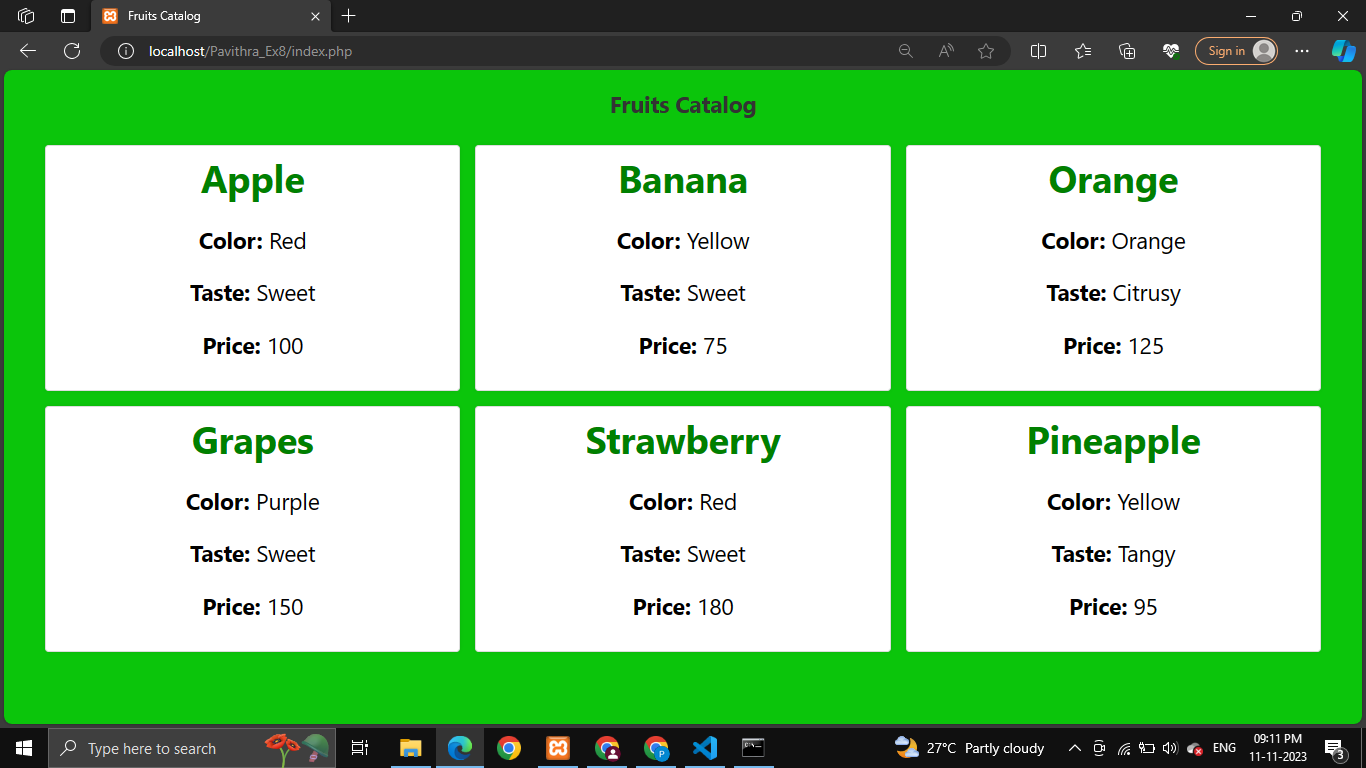 Fruits Catalog
localhost/Pavithra_Ex8/index.php
Sign in
Fruits Catalog
Apple
Color: Red
Taste: Sweet
Price: 100
Banana
Color: Yellow
Taste: Sweet
Price: 75
Orange
Color: Orange
Taste: Citrusy
Price: 125
Grapes
Color: Purple
Taste: Sweet
Price: 150
Strawberry
Color: Red
Taste: Sweet
Price: 180
Pineapple
Color: Yellow
Taste: Tangy
Price: 95
Type here to search
27°C Partly cloudy
ENG
09:11 PM
11-11-2023
3